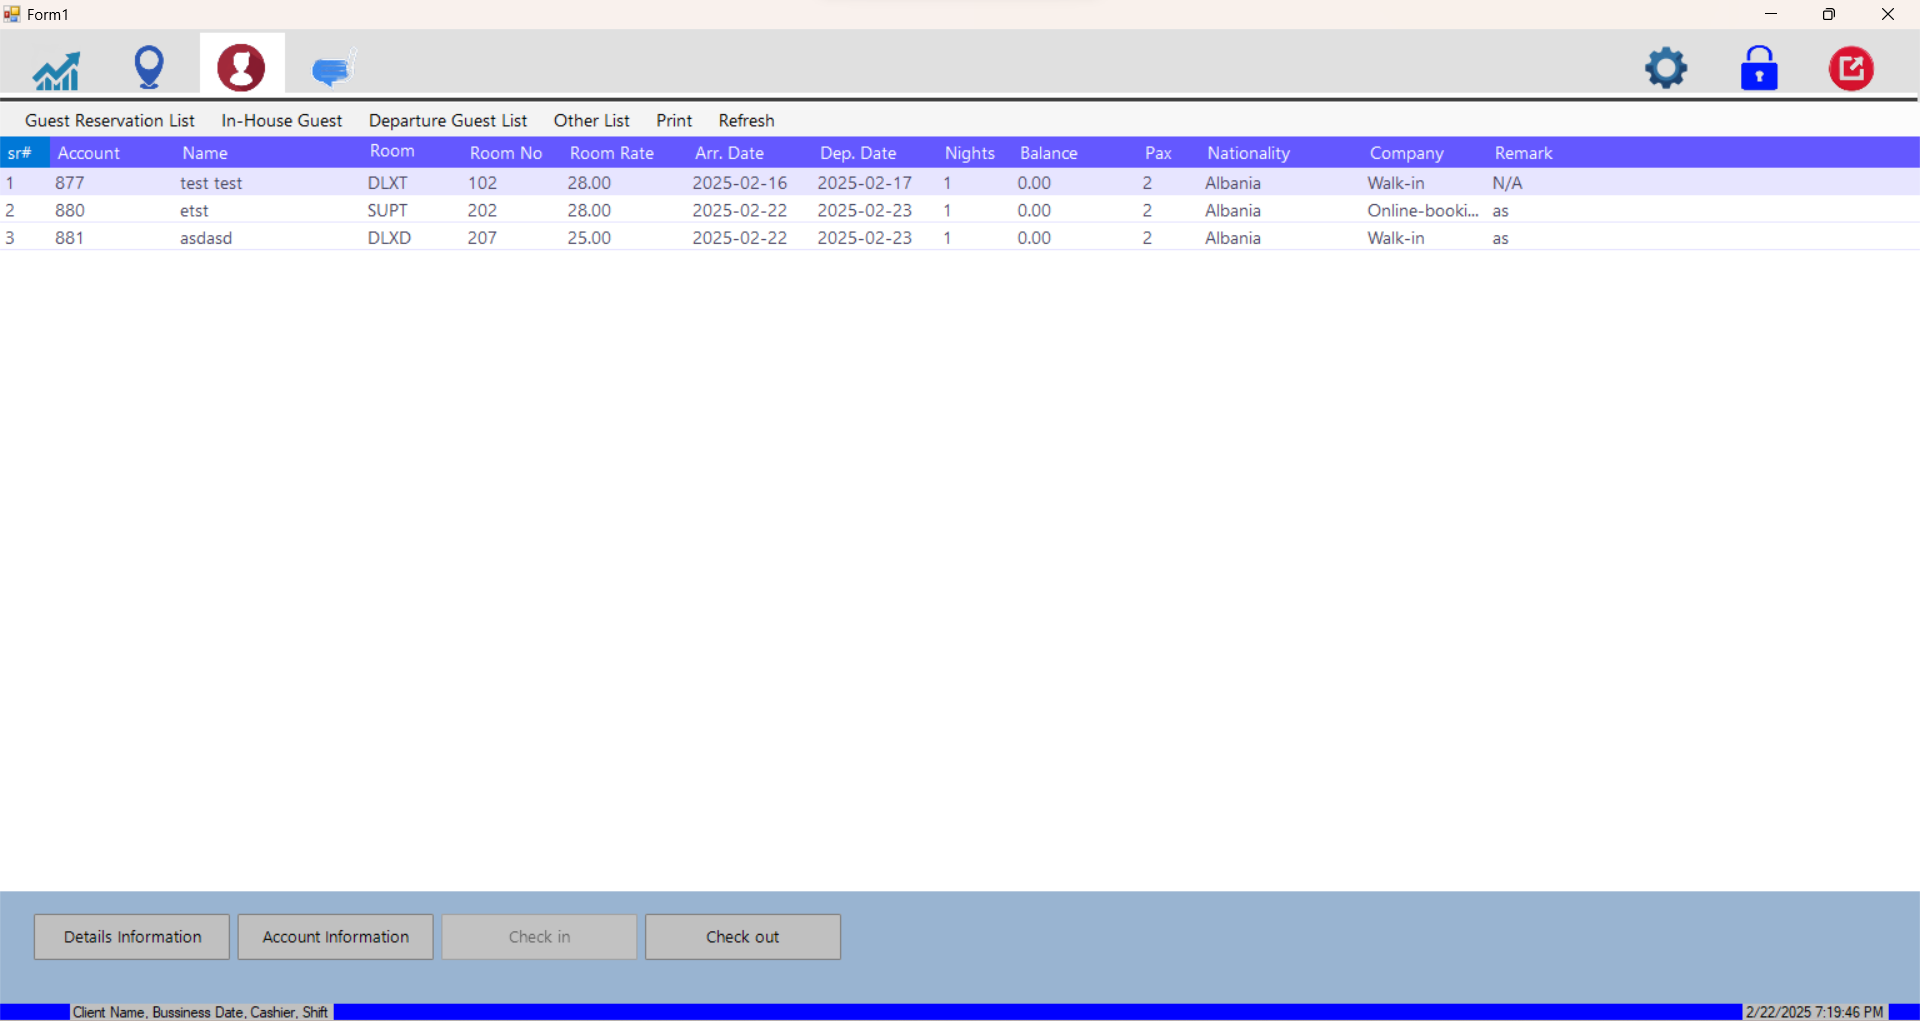 Form1
Guest Reservation List In-House Guest Departure Guest List Other List Print Refresh
sr# Account Name Room Room No Room Rate Arr. Date Dep. Date Nights Balance Pax Nationality Company Remark
1 877 test test DLXT 102 28.00 2025-02-16 2025-02-17 1 0.00 2 Albania Walk-in N/A
2 880 etst SUPT 202 28.00 2025-02-22 2025-02-23 1 0.00 2 Albania Online-booki... as
3 881 asdasd DLXD 207 25.00 2025-02-22 2025-02-23 1 0.00 2 Albania Walk-in as
Details Information Account Information Check in Check out
Client Name, Bussiness Date, Cashier, Shift 2/22/2025 7:19:46 PM